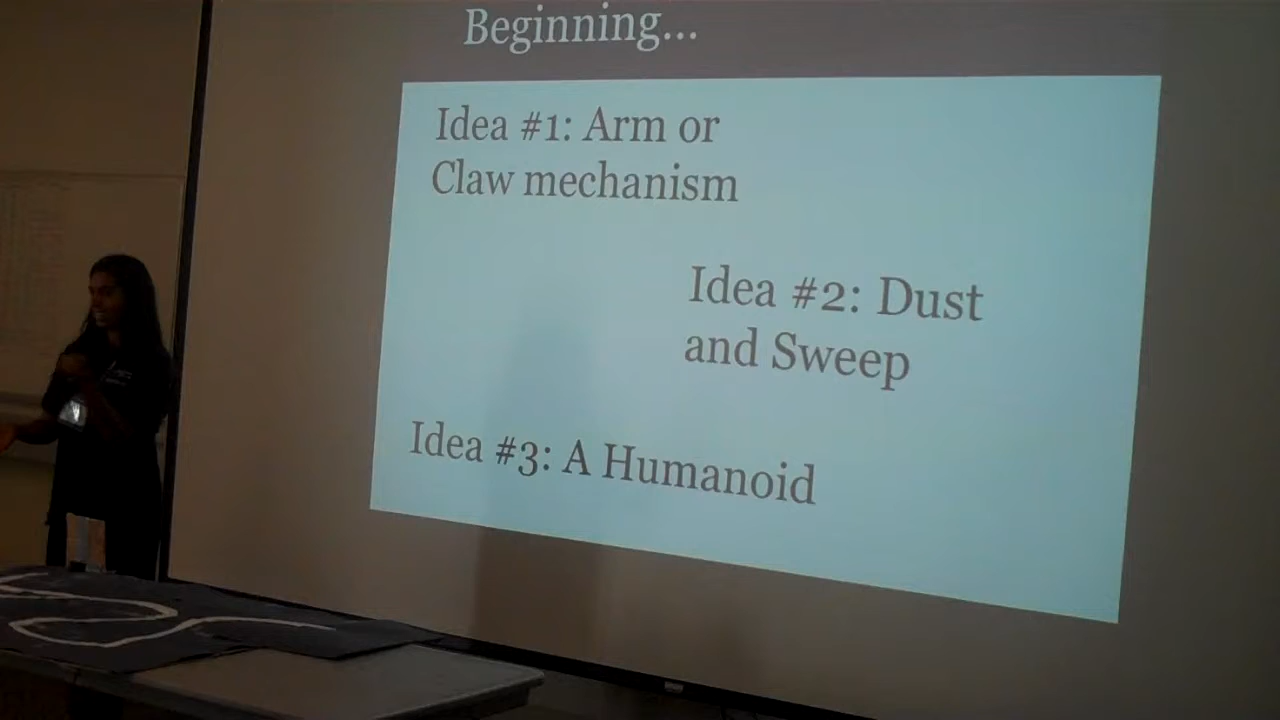 Beginning...
Idea #1: Arm or
Claw mechanism
Idea #2: Dust
and Sweep
Idea #3: A Humanoid